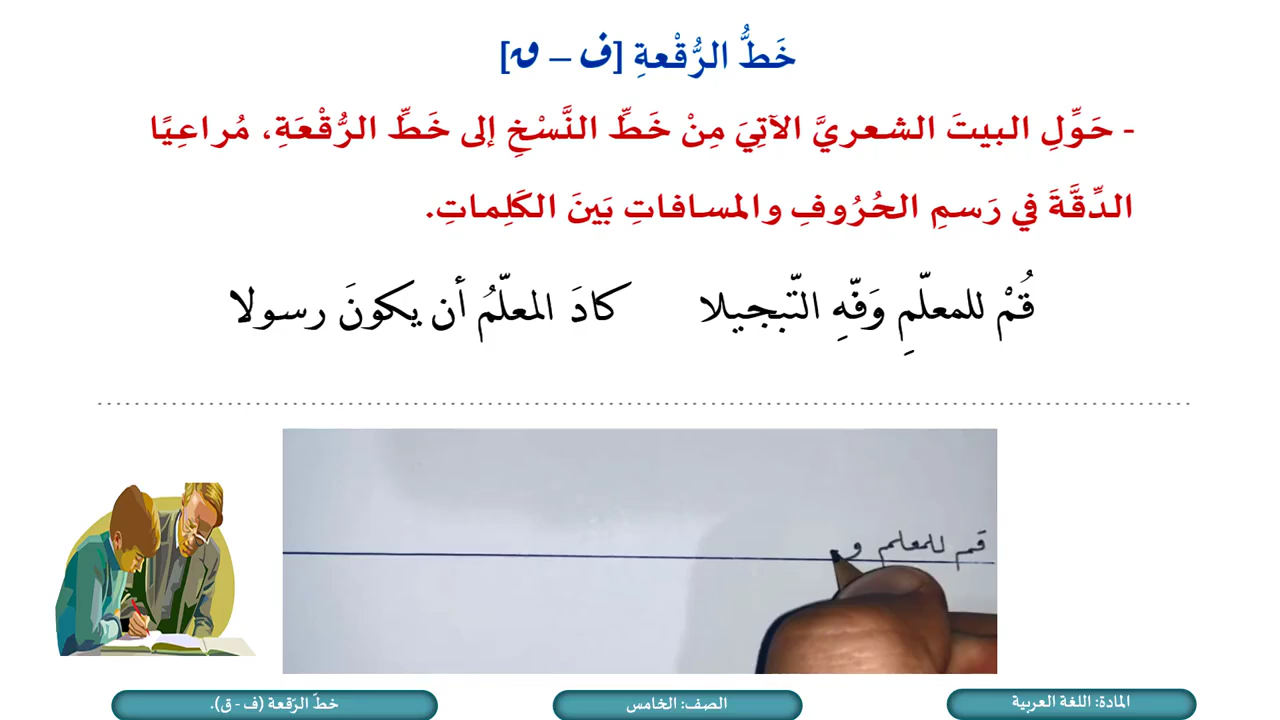 خَطُّ الرُّقْعةِ [ف – ق]
- حَوِّلِ البيتَ الشعريَّ الآتِيَ مِنْ خَطِّ النَّسْخِ إلى خَطِّ الرُّقْعَةِ، مُراعِيًا
الدِّقَّةَ في رَسمِ الحُرُوفِ والمسافاتِ بَينَ الكَلِماتِ.
قُمْ للمعلّمِ وَفّهِ التّبجيلا كادَ المعلّمُ أن يكونَ رسولا
قم للمعلم و
المادة: اللغة العربية
الصف: الخامس
خطّ الرّقعة (ف - ق).